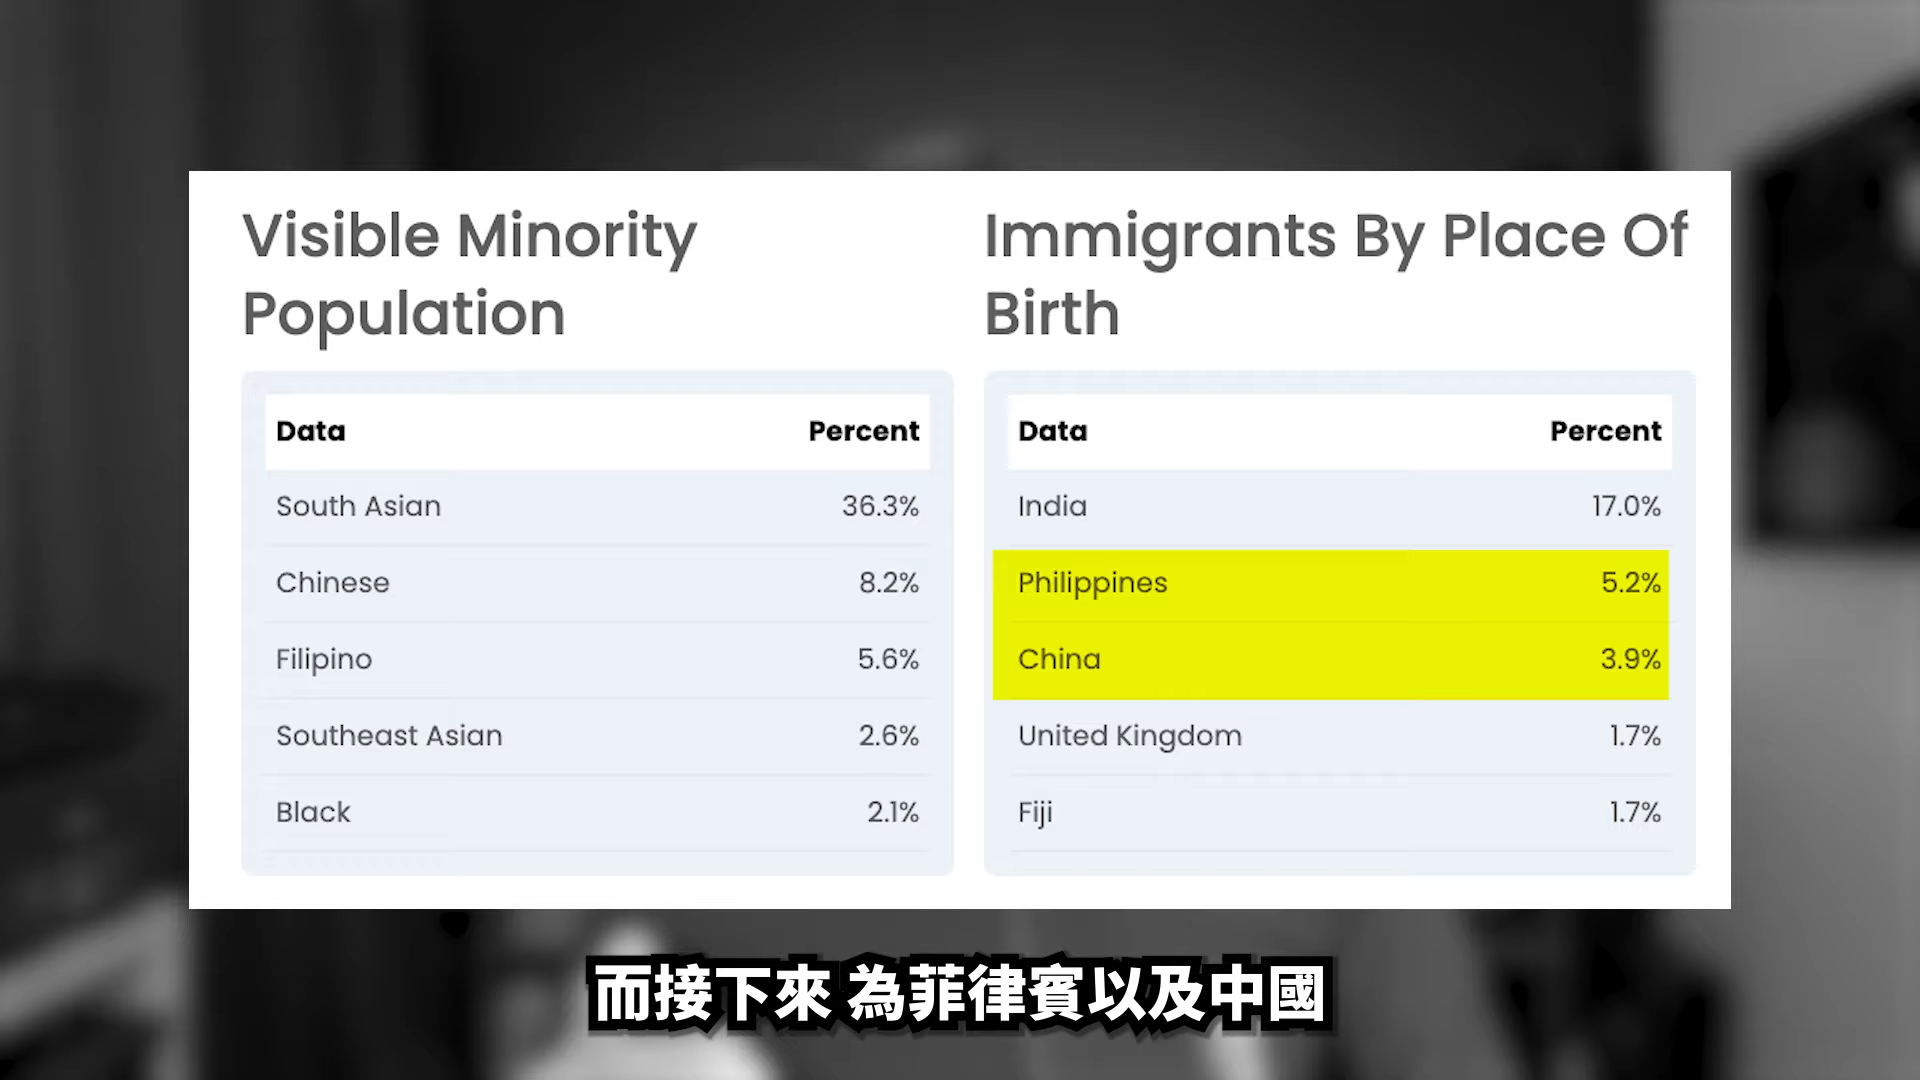 Visible Minority
Population
Data Percent
South Asian 36.3%
Chinese 8.2%
Filipino 5.6%
Southeast Asian 2.6%
Black 2.1%
Immigrants By Place Of
Birth
Data Percent
India 17.0%
Philippines 5.2%
China 3.9%
United Kingdom 1.7%
Fiji 1.7%
而接下來 為菲律賓以及中國